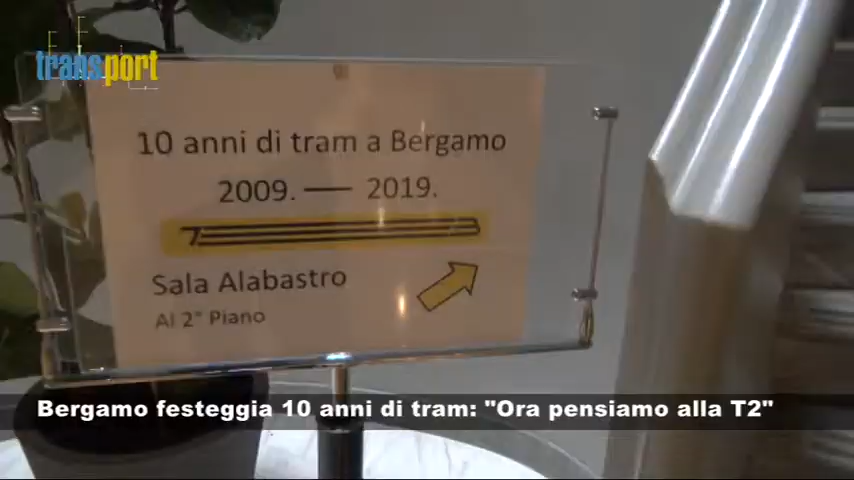 transport
10 anni di tram a Bergamo
2009. — 2019.
Sala Alabastro
Al 2° Piano
Bergamo festeggia 10 anni di tram: "Ora pensiamo alla T2"